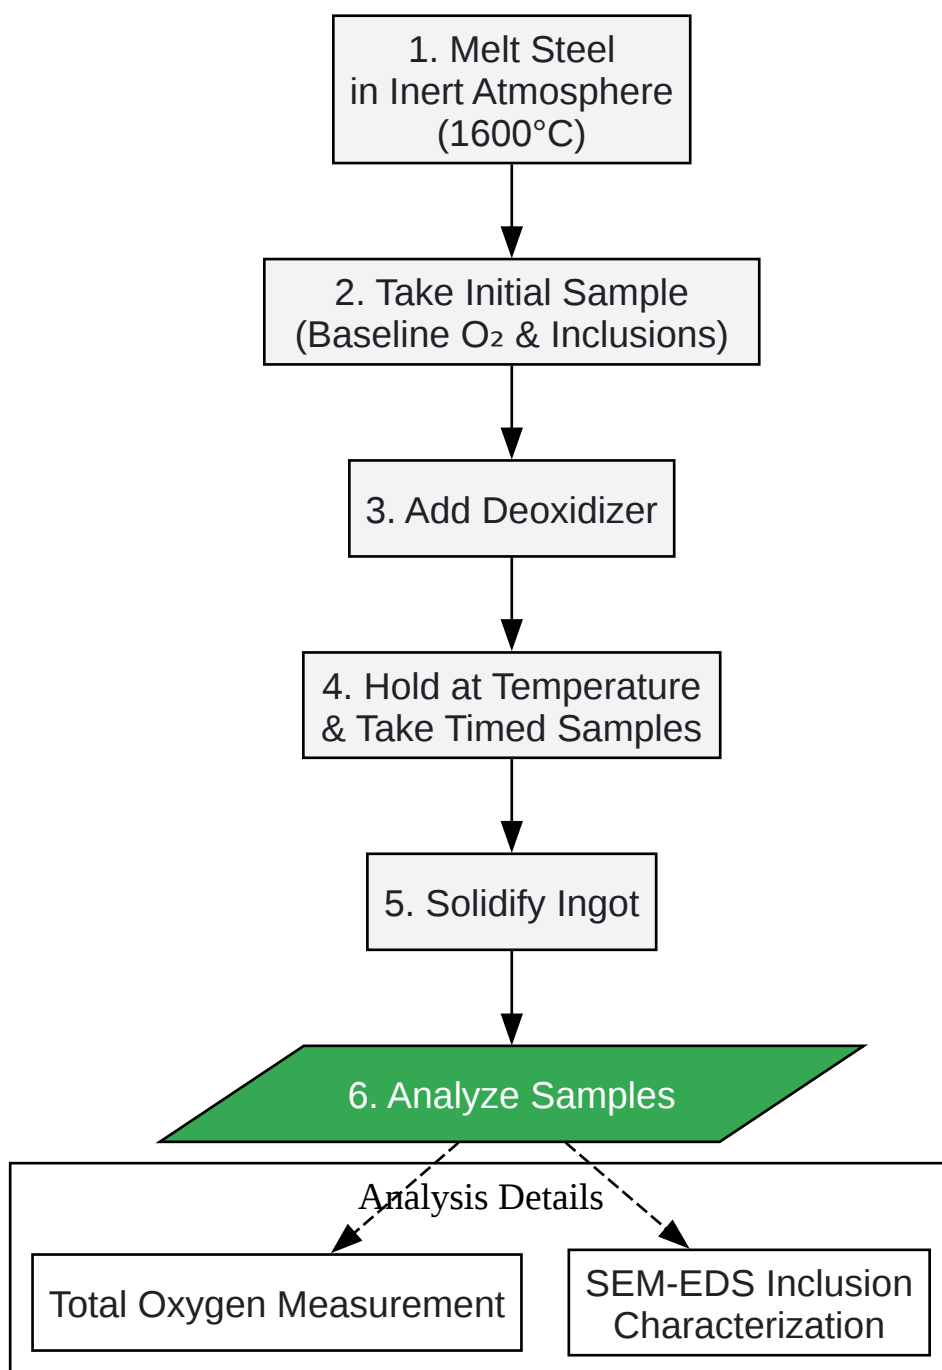 1. Melt Steel
in Inert Atmosphere
(1600°C)
2. Take Initial Sample
(Baseline O₂ & Inclusions)
3. Add Deoxidizer
4. Hold at Temperature
& Take Timed Samples
5. Solidify Ingot
6. Analyze Samples
Analysis Details
Total Oxygen Measurement
SEM-EDS Inclusion
Characterization